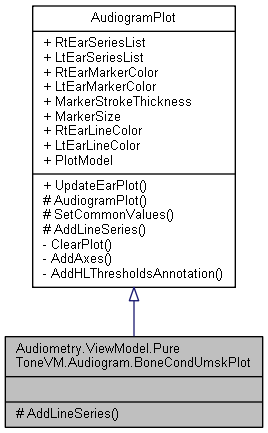 AudiogramPlot
+ RtEarSeriesList
+ LtEarSeriesList
+ RtEarMarkerColor
+ LtEarMarkerColor
+ MarkerStrokeThickness
+ MarkerSize
+ RtEarLineColor
+ LtEarLineColor
+ PlotModel
+ UpdateEarPlot()
# AudiogramPlot()
# SetCommonValues()
# AddLineSeries()
- ClearPlot()
- AddAxes()
- AddHLThresholdsAnnotation()
Audiometry.ViewModel.Pure
ToneVM.Audiogram.BoneCondUmskPlot
# AddLineSeries()